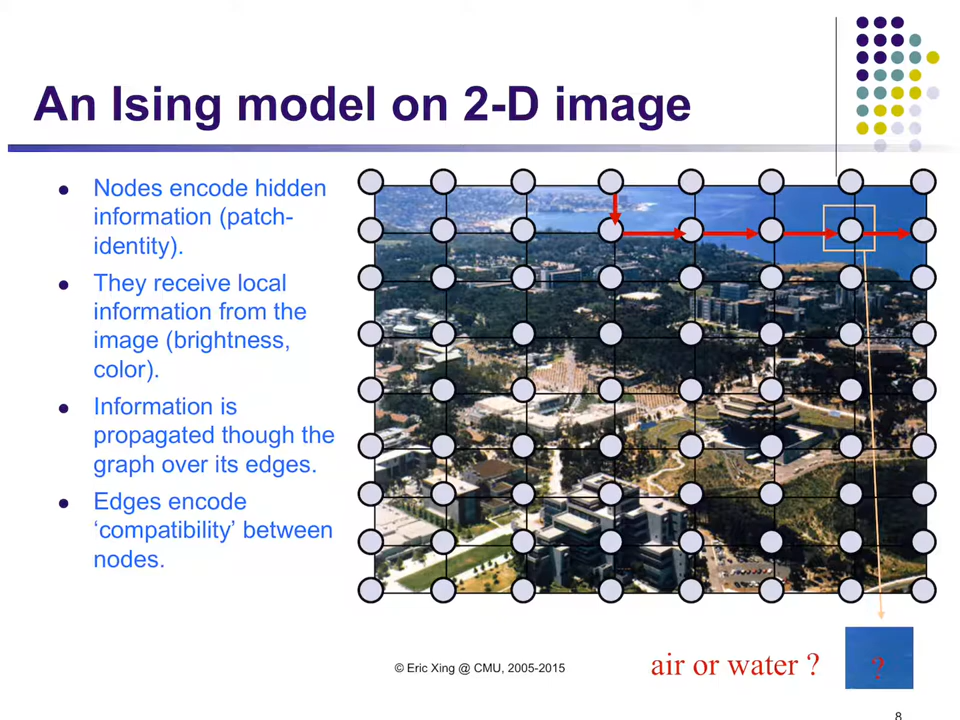 An Ising model on 2-D image
Nodes encode hidden
information (patch-
identity).
They receive local
information from the
image (brightness,
color).
Information is
propagated though the
graph over its edges.
Edges encode
‘compatibility’ between
nodes.
© Eric Xing @ CMU, 2005-2015
air or water ?
?
8